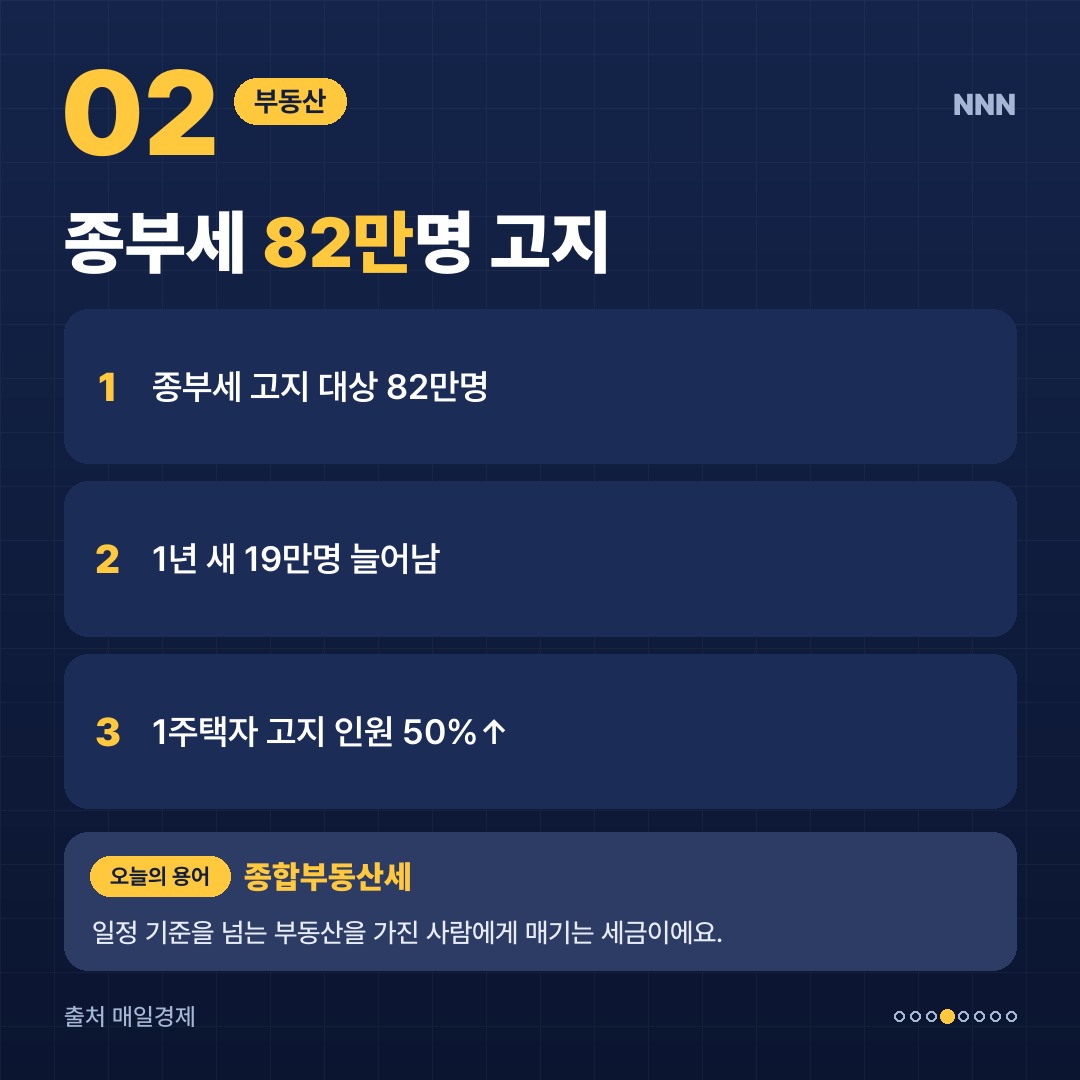 02 부동산
NNN
종부세 82만명 고지
1 종부세 고지 대상 82만명
2 1년 새 19만명 늘어남
3 1주택자 고지 인원 50%↑
오늘의 용어 종합부동산세
일정 기준을 넘는 부동산을 가진 사람에게 매기는 세금이에요.
출처 매일경제